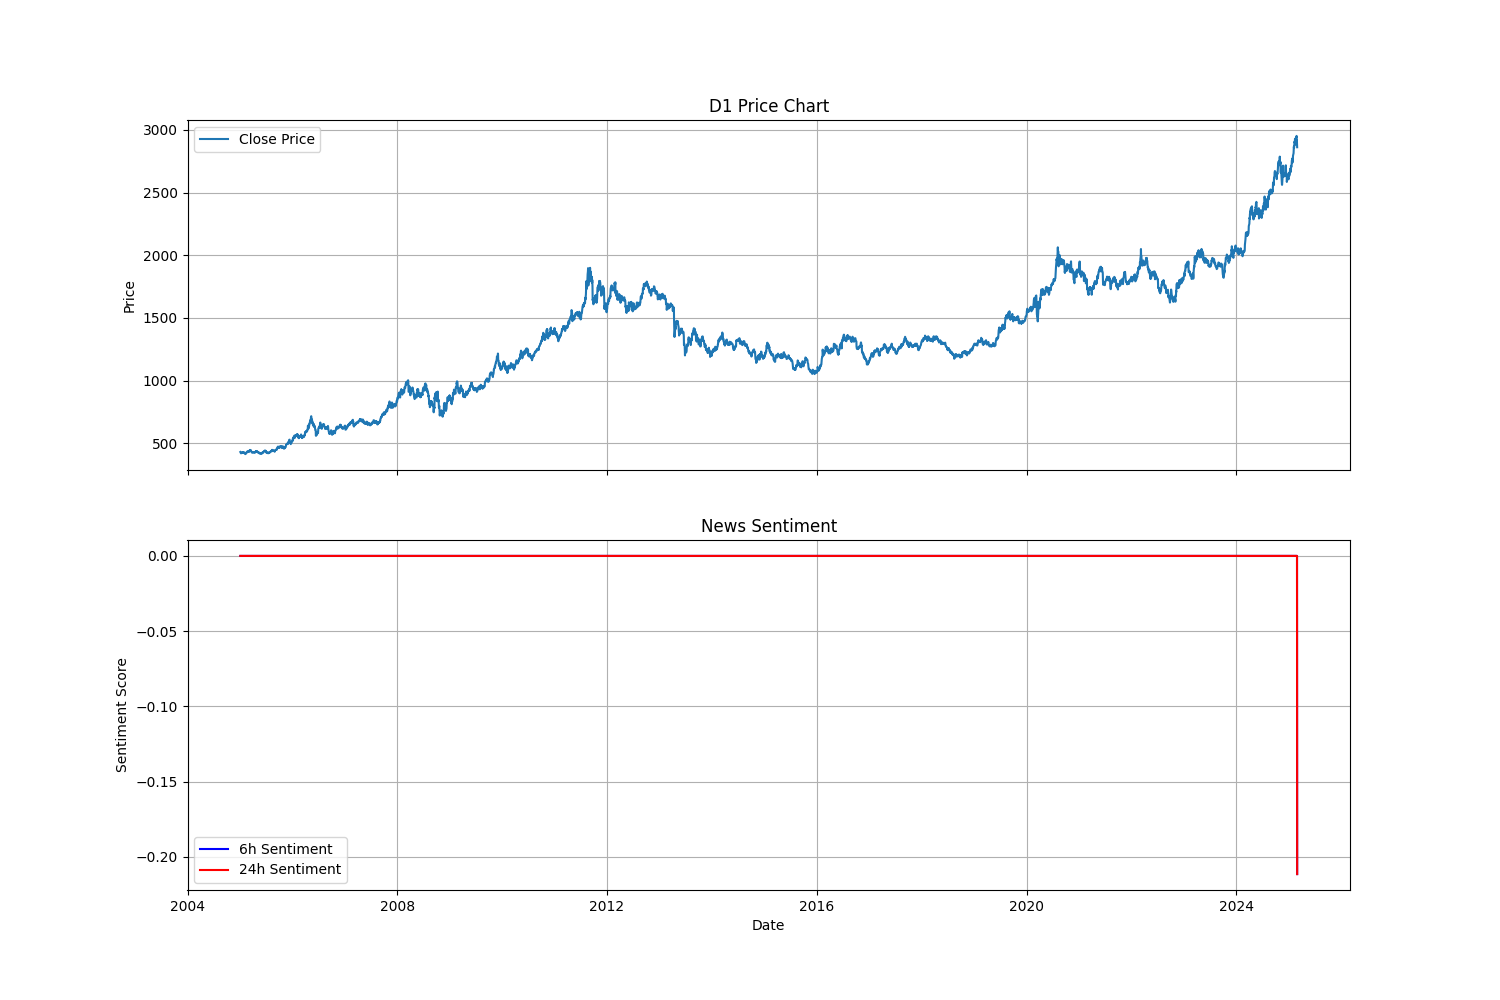 D1 Price Chart
Close Price
3000
2500
2000
1500
1000
500
Price
News Sentiment
0.00
−0.05
−0.10
−0.15
−0.20
Sentiment Score
6h Sentiment
24h Sentiment
2004 2008 2012 2016 2020 2024
Date